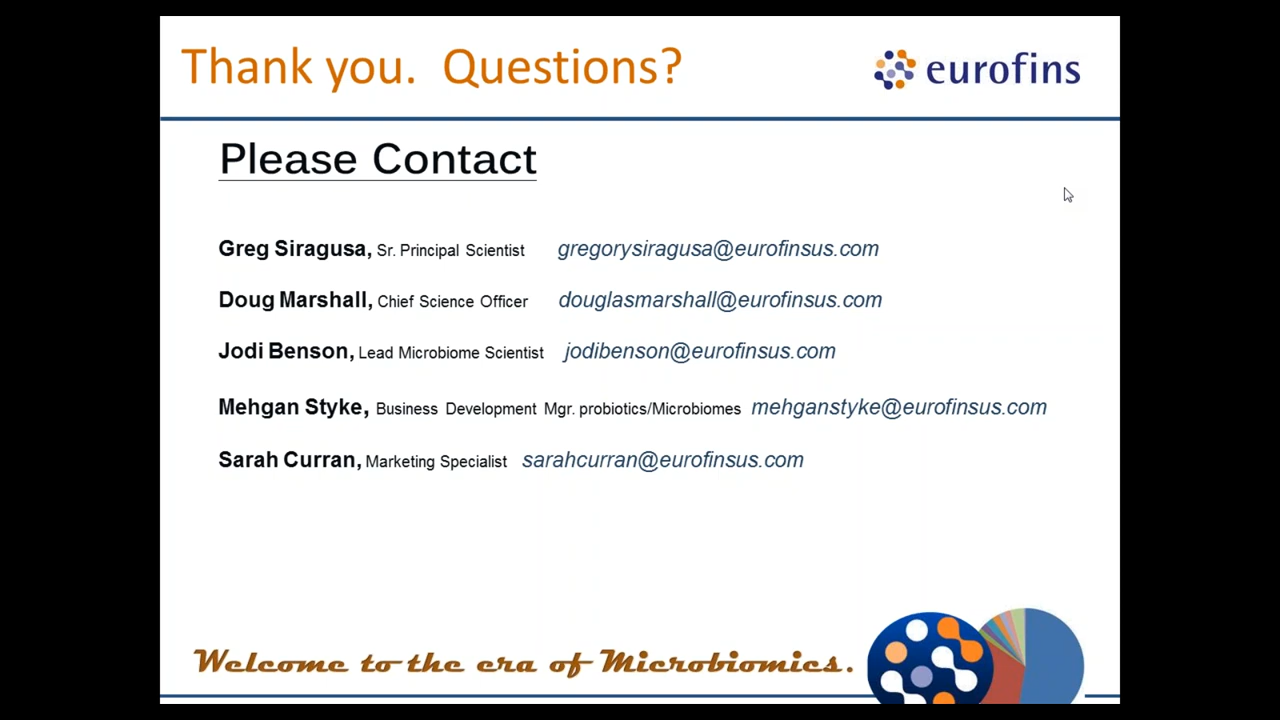 Thank you. Questions?
eurofins
Please Contact
Greg Siragusa, Sr. Principal Scientist gregorysiragusa@eurofinsus.com
Doug Marshall, Chief Science Officer douglasmarshall@eurofinsus.com
Jodi Benson, Lead Microbiome Scientist jodibenson@eurofinsus.com
Mehgan Styke, Business Development Mgr. probiotics/Microbiomes mehganstyke@eurofinsus.com
Sarah Curran, Marketing Specialist sarahcurran@eurofinsus.com
Welcome to the era of Microbiomics.